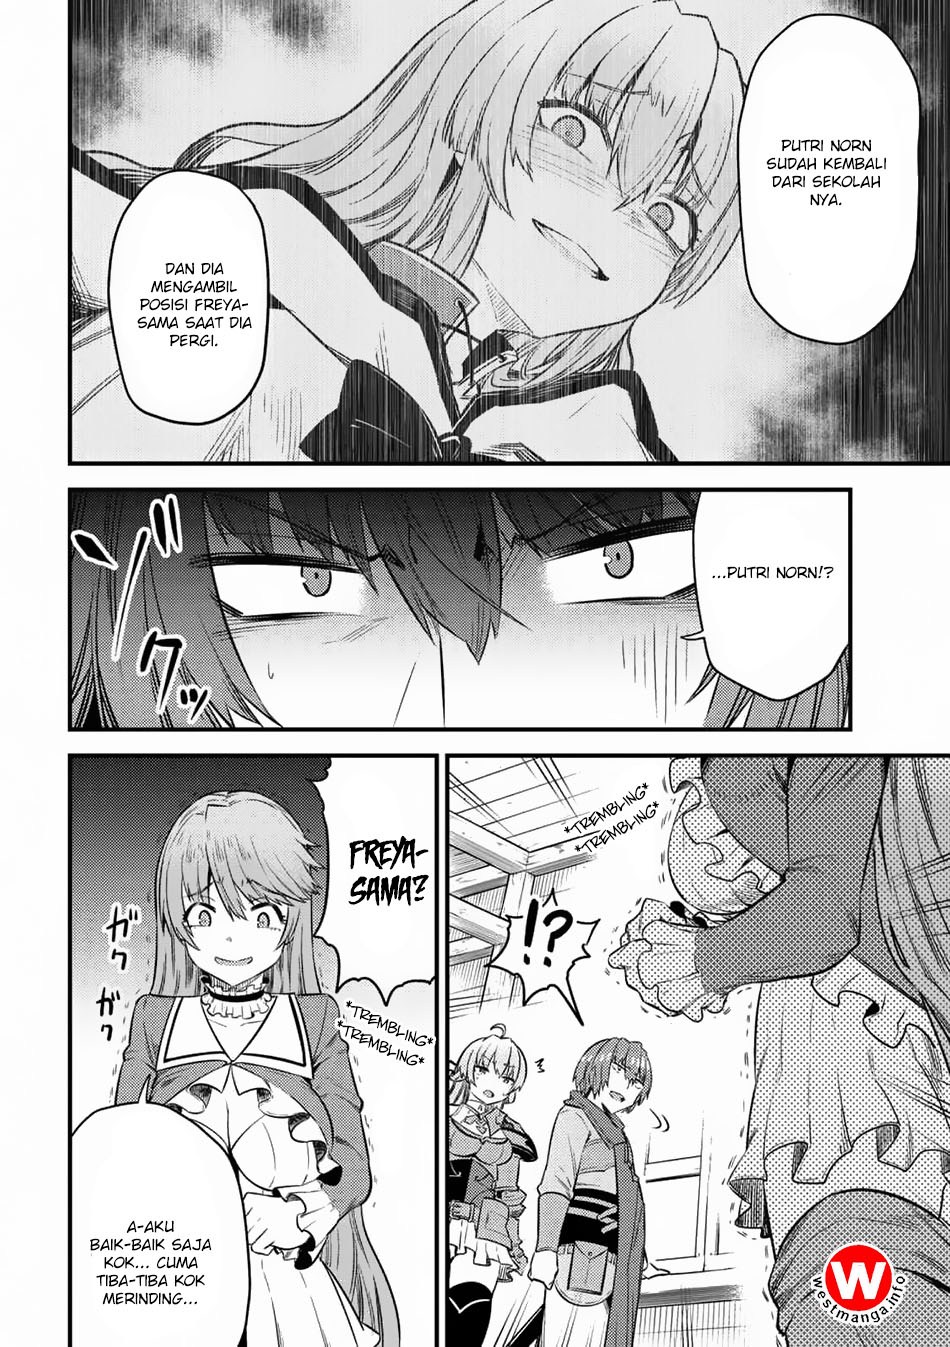 PUTRI NORN
SUDAH KEMBALI
DARI SEKOLAH
NYA.
DAN DIA
MENGAMBIL
POSISI FREYA-
SAMA SAAT DIA
PERGI.
...PUTRI NORN!?
ゾクッ
*TREMBLING*
*TREMBLING*
!?
FREYA-
SAMA?
*TREMBLING*
*TREMBLING*
ガク
ガク
A-AKU
BAIK-BAIK SAJA
KOK... CUMA
TIBA-TIBA KOK
MERINDING...
W
westmanga.info